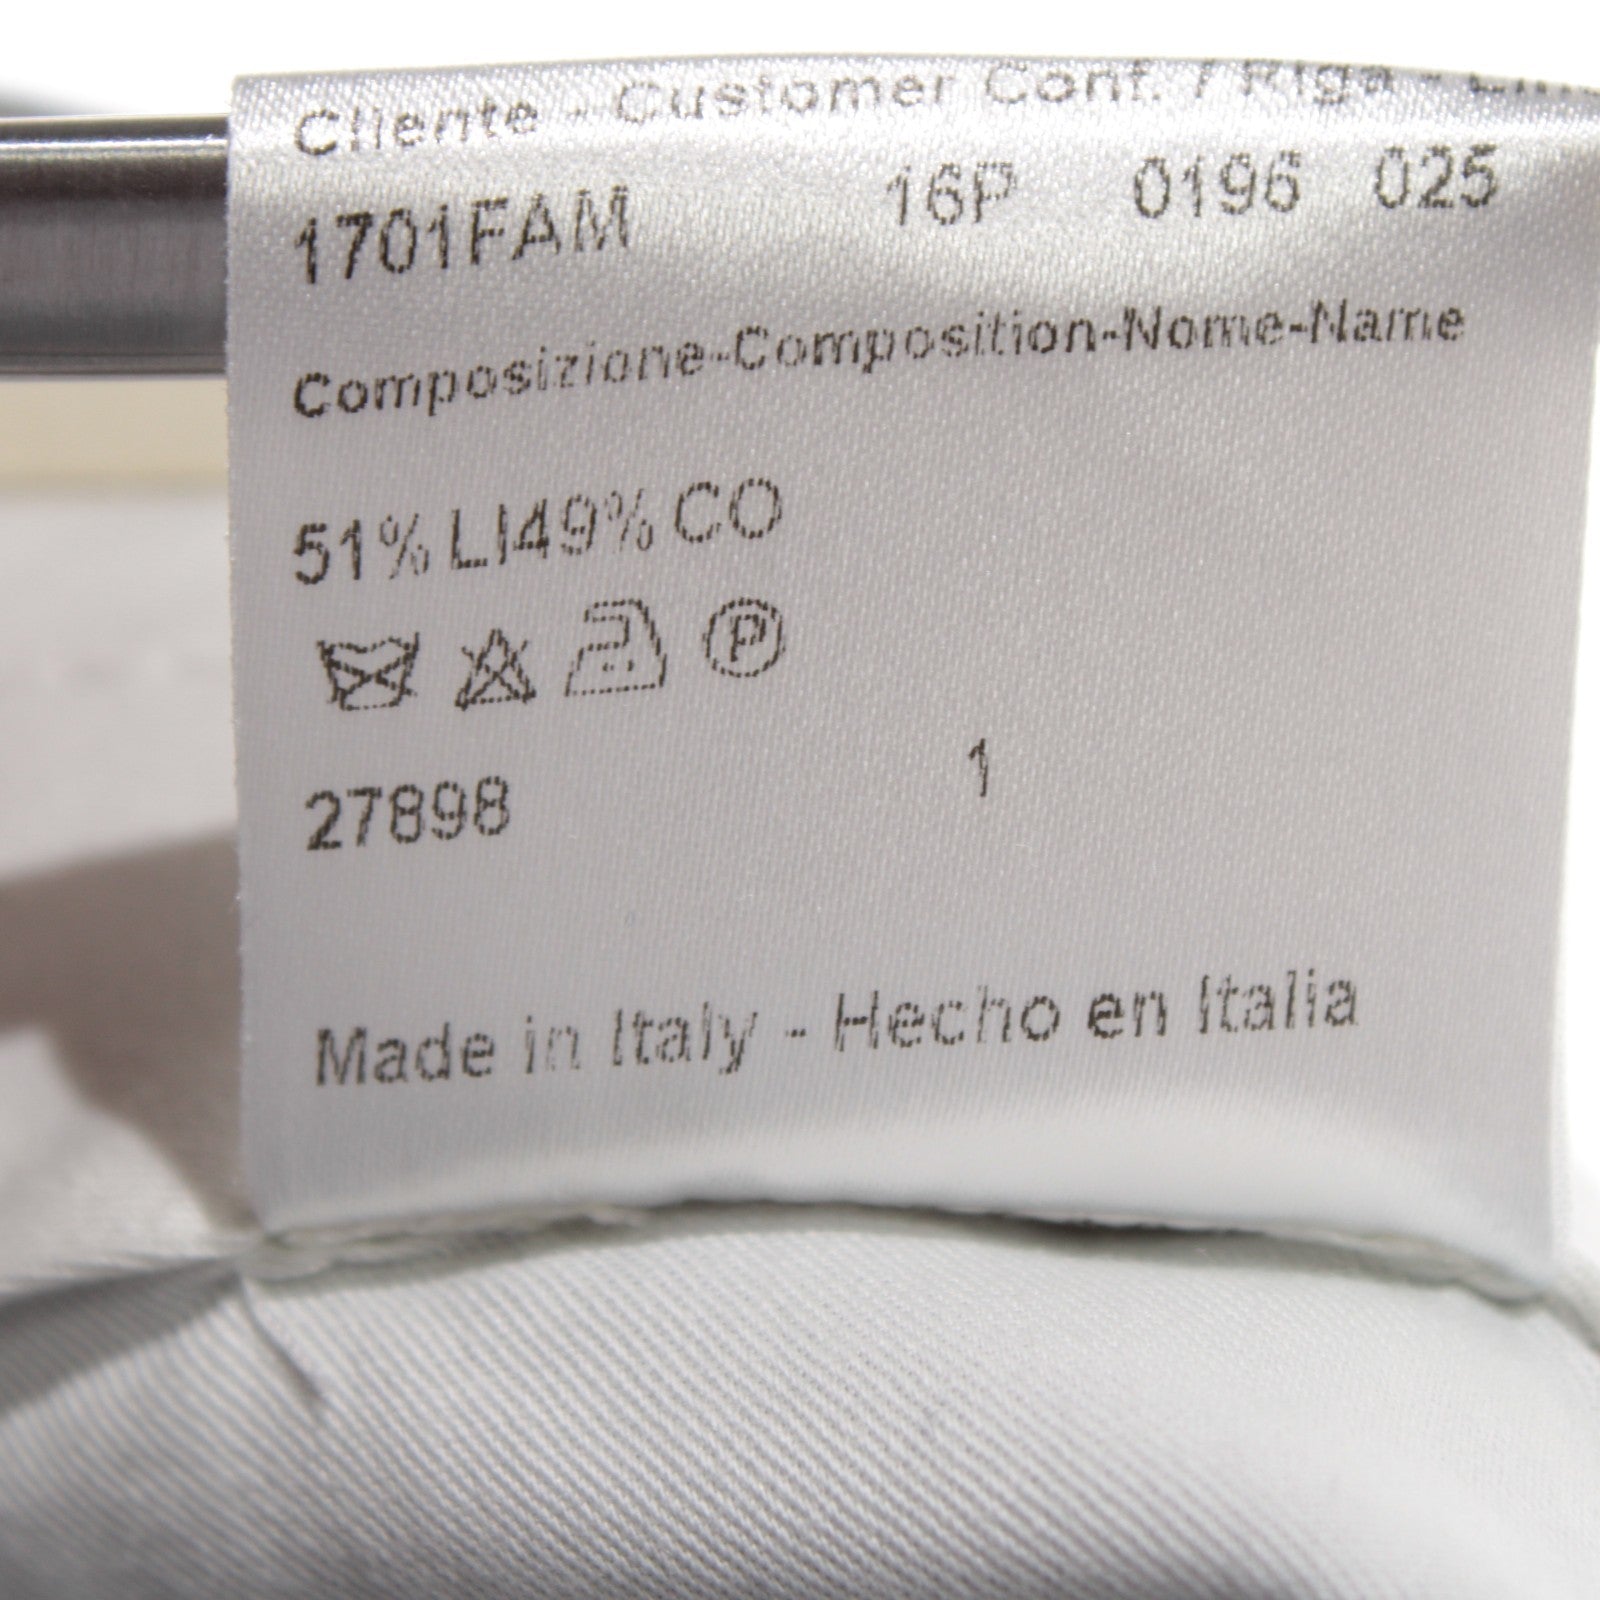 Cliente - Customer Conf. / Riga -
1701FAM 16P 0196 025
Composizione-Composition-Nome-Name
51% LI49% CO
P
27898 1
Made in Italy - Hecho en Italia